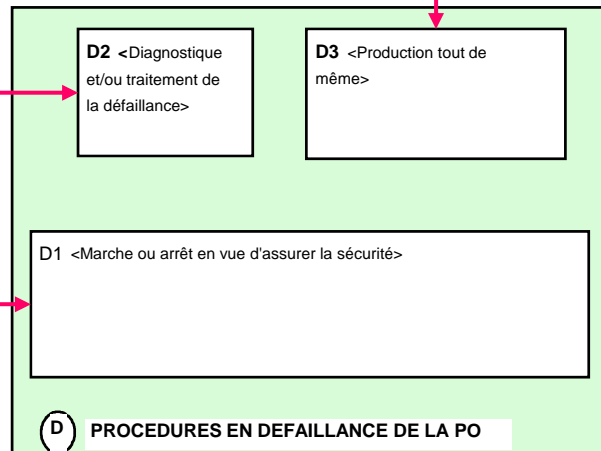 D2 <Diagnostique
et/ou traitement de
la défaillance>
D3 <Production tout de
même>
D1 <Marche ou arrêt en vue d'assurer la sécurité>
D PROCEDURES EN DEFAILLANCE DE LA PO